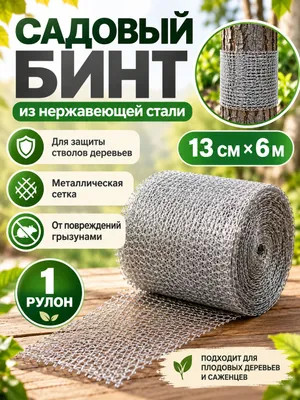 САДОВЫЙ
БИНТ
из нержавеющей стали
Для защиты
стволов деревьев
13 см × 6 м
Металлическая
сетка
От повреждений
грызунами
1
РУЛОН
ПОДХОДИТ ДЛЯ
ПЛОДОВЫХ ДЕРЕВЬЕВ
И САЖЕНЦЕВ